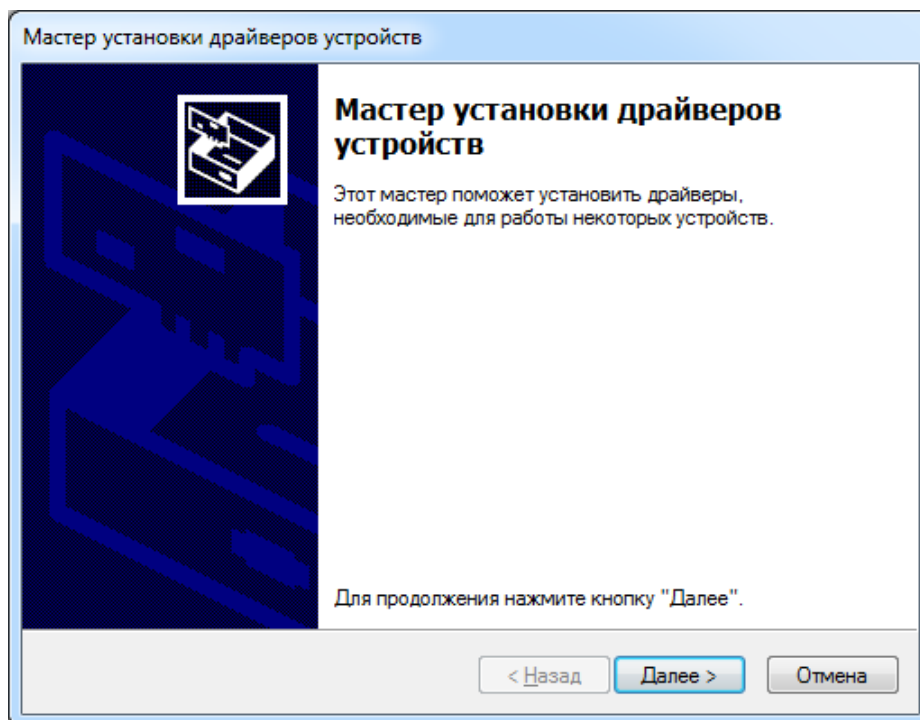 Мастер установки драйверов устройств
Мастер установки драйверов
устройств
Этот мастер поможет установить драйверы,
необходимые для работы некоторых устройств.
Для продолжения нажмите кнопку "Далее".
< Назад
Далее >
Отмена